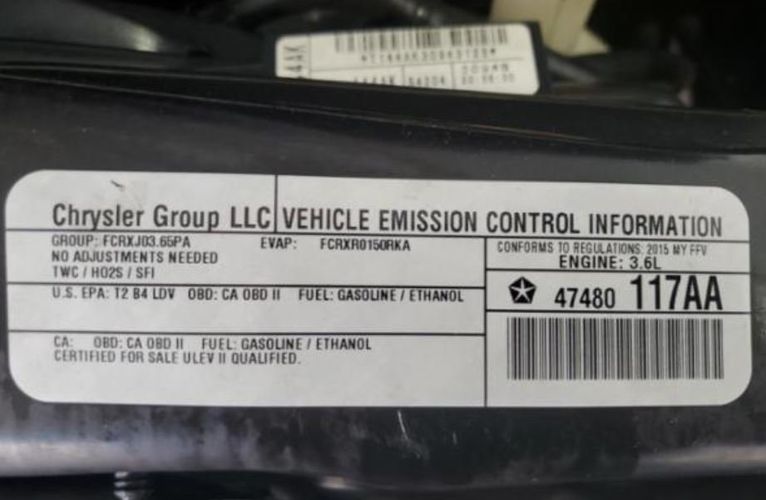 Chrysler Group LLC VEHICLE EMISSION CONTROL INFORMATION
GROUP: FCRXJ03.65PA EVAP: FCRXR0150RKA
NO ADJUSTMENTS NEEDED
TWC / HO2S / SFI
CONFORMS TO REGULATIONS: 2015 MY FFV
ENGINE: 3.6L
U.S. EPA: T2 B4 LDV OBD: CA OBD II FUEL: GASOLINE / ETHANOL
47480 117AA
CA: OBD: CA OBD II FUEL: GASOLINE / ETHANOL
CERTIFIED FOR SALE ULEV II QUALIFIED.